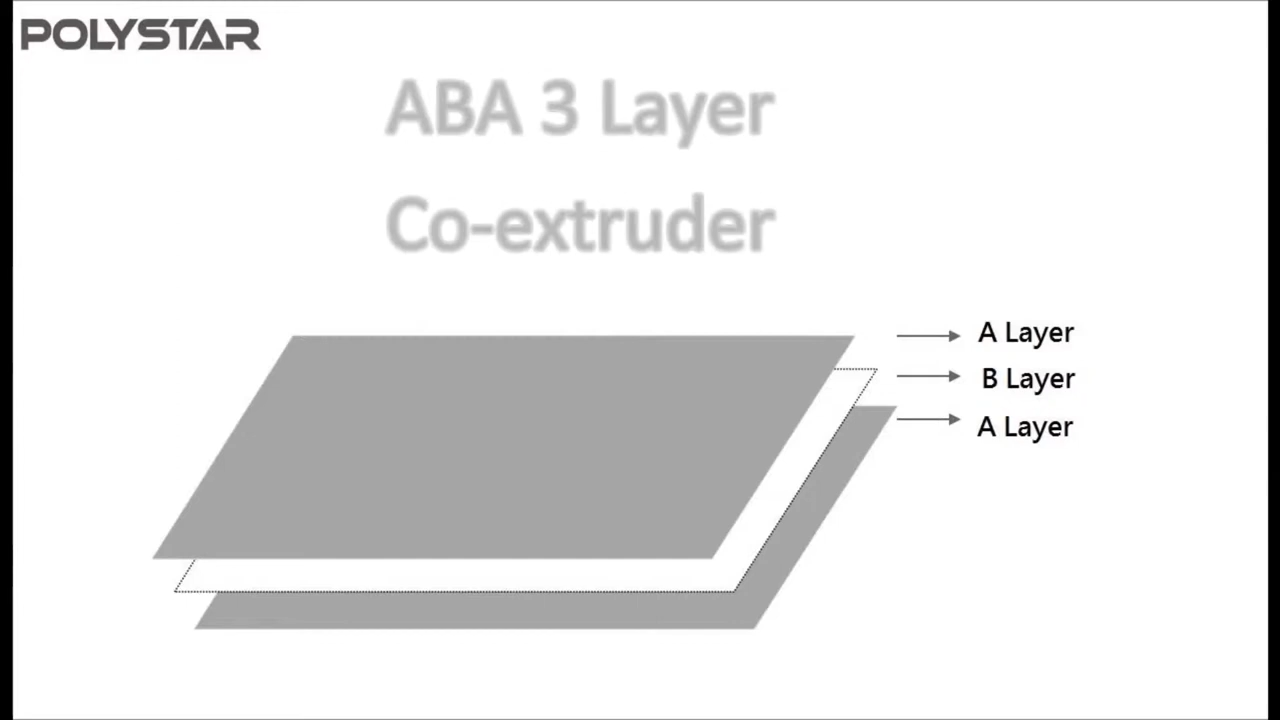 POLYSTAR
ABA 3 Layer
Co-extruder
A Layer
B Layer
A Layer